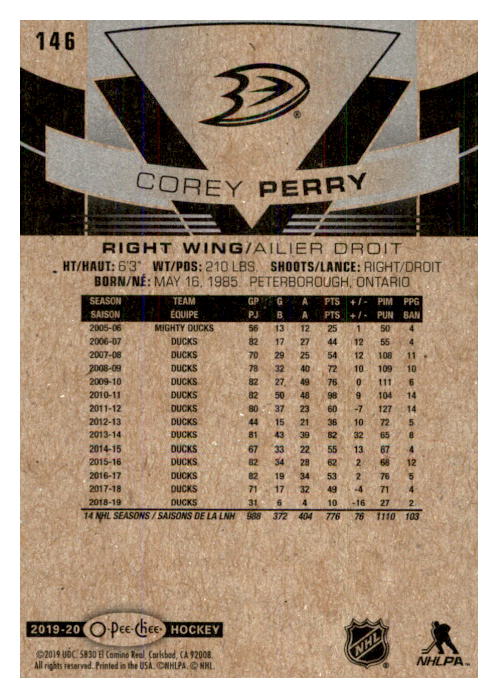 146
COREY PERRY
RIGHT WING/AILIER DROIT
HT/HAUT: 6'3" WT/PDS: 210 LBS. SHOOTS/LANCE: RIGHT/DROIT
BORN/NÉ: MAY 16, 1985 PETERBOROUGH, ONTARIO
SEASON TEAM GP G A PTS +/- PIM PPG
SAISON ÉQUIPE PJ B A PTS +/- PUN BAN
2005-06 MIGHTY DUCKS 56 13 12 25 1 50 4
2006-07 DUCKS 82 17 27 44 12 55 4
2007-08 DUCKS 70 29 25 54 12 108 11
2008-09 DUCKS 78 32 40 72 10 109 10
2009-10 DUCKS 82 27 49 76 0 111 6
2010-11 DUCKS 82 50 48 98 9 104 14
2011-12 DUCKS 80 37 23 60 -7 127 14
2012-13 DUCKS 44 15 21 36 10 72 5
2013-14 DUCKS 81 43 39 82 32 65 8
2014-15 DUCKS 67 33 22 55 13 67 4
2015-16 DUCKS 82 34 28 62 2 68 12
2016-17 DUCKS 82 19 34 53 2 76 5
2017-18 DUCKS 71 17 32 49 -4 71 4
2018-19 DUCKS 31 6 4 10 -16 27 2
14 NHL SEASONS / SAISONS DE LA LNH 988 372 404 776 76 1110 103
2019-20 O-Pee-Chee HOCKEY
©2019 UDC. 5830 El Camino Real, Carlsbad, CA 92008.
All rights reserved. Printed in the USA. ©NHLPA. © NHL.
NHL
NHLPA